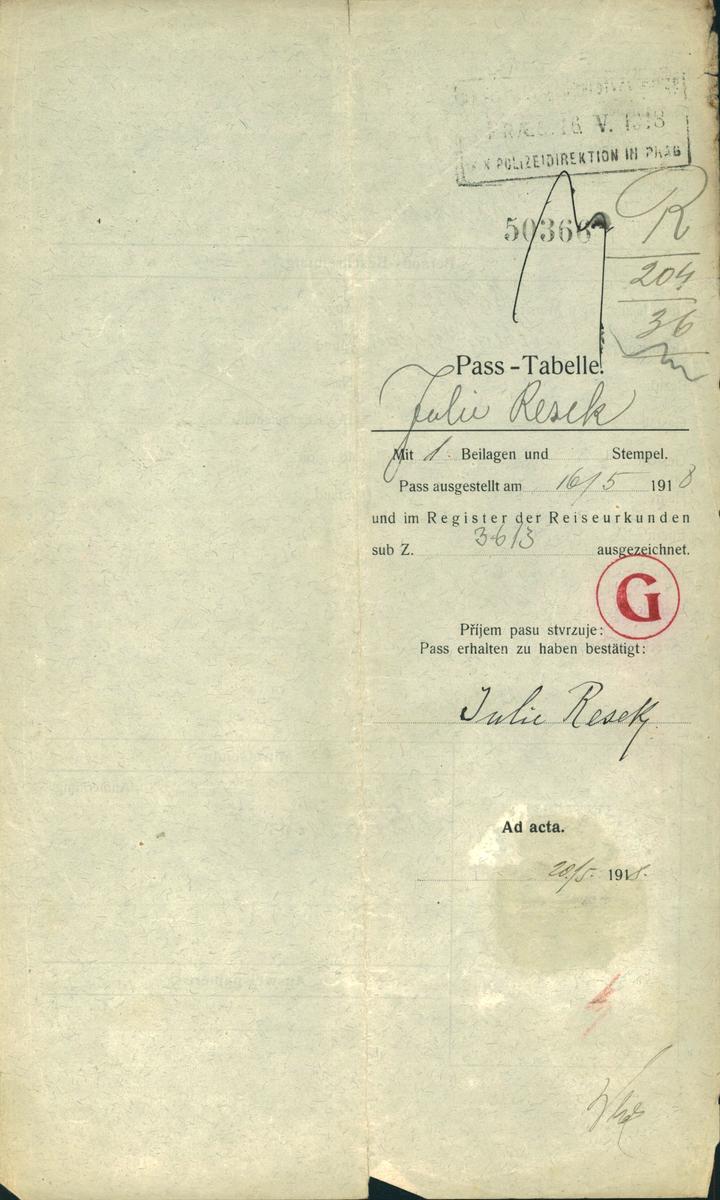 PRAES. 16 V. 1918
K K POLIZEIDIREKTION IN PRAG
50366
R
204
36
Pass-Tabelle.
Julie Resek
Mit 1. Beilagen und Stempel.
Pass ausgestellt am 16/5 1918
und im Register der Reiseurkunden
sub Z. 3613 ausgezeichnet.
G
Příjem pasu stvrzuje:
Pass erhalten zu haben bestätigt:
Julie Resek
Ad acta.
20/5. 1918.